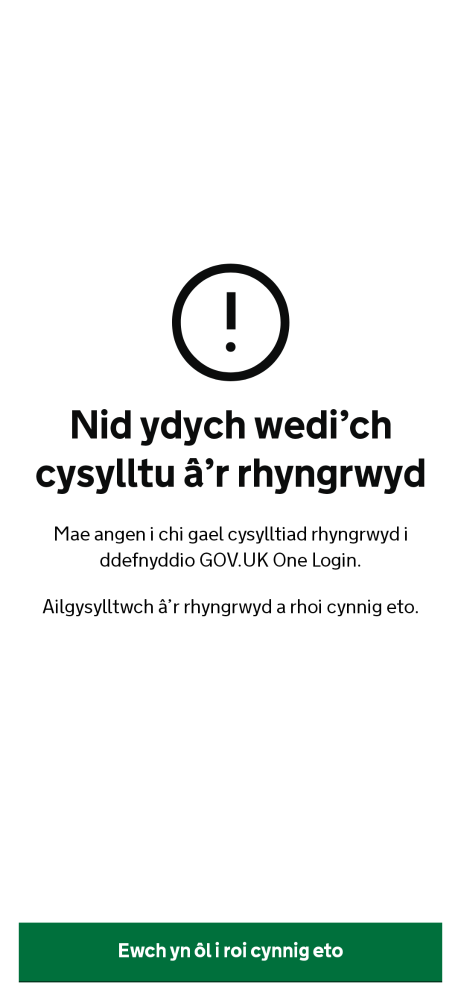 Nid ydych wedi’ch
cysylltu â’r rhyngrwyd
Mae angen i chi gael cysylltiad rhyngrwyd i
ddefnyddio GOV.UK One Login.
Ailgysylltwch â’r rhyngrwyd a rhoi cynnig eto.
Ewch yn ôl i roi cynnig eto